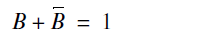 B + B̅ = 1